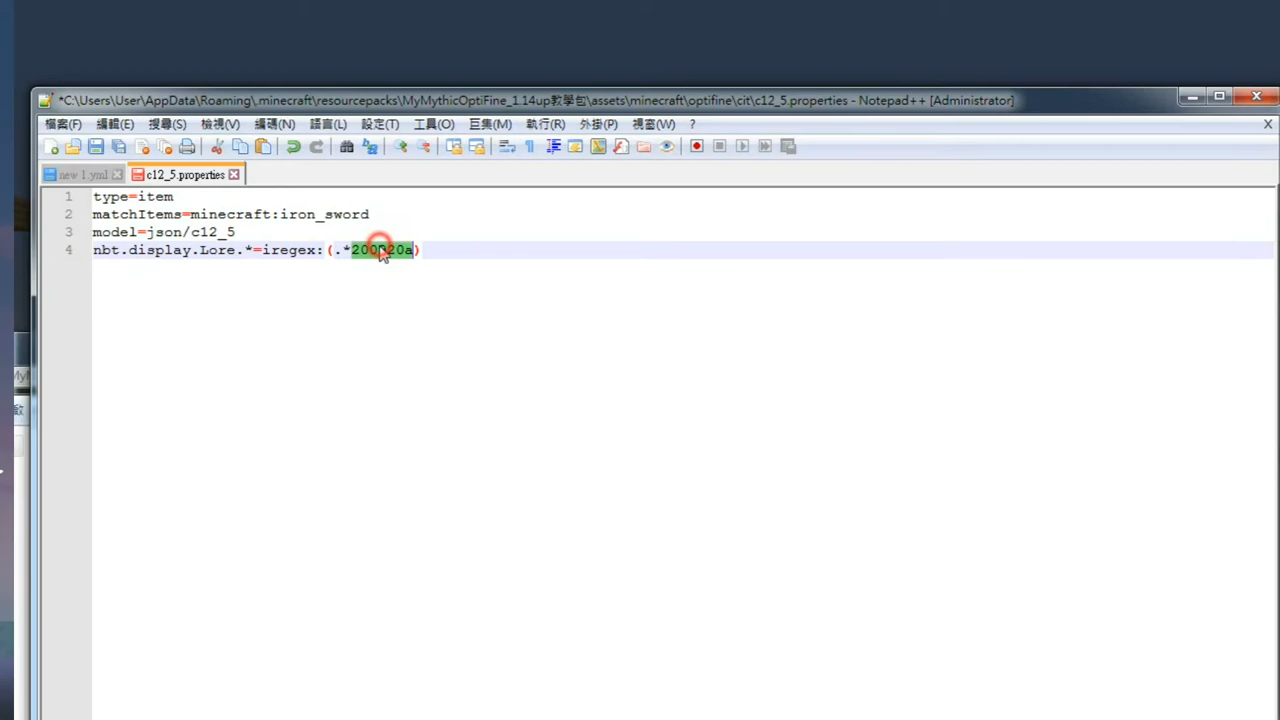 *C:\Users\User\AppData\Roaming\.minecraft\resourcepacks\MyMythicOptiFine_1.14up教學包\assets\minecraft\optifine\cit\c12_5.properties - Notepad++ [Administrator]
檔案(F) 編輯(E) 搜尋(S) 檢視(V) 編碼(N) 語言(L) 設定(T) 工具(O) 巨集(M) 執行(R) 外掛(P) 視窗(W) ? X
new 1.yml c12_5.properties
1 type=item
2 matchItems=minecraft:iron_sword
3 model=json/c12_5
4 nbt.display.Lore.*=iregex:(.*